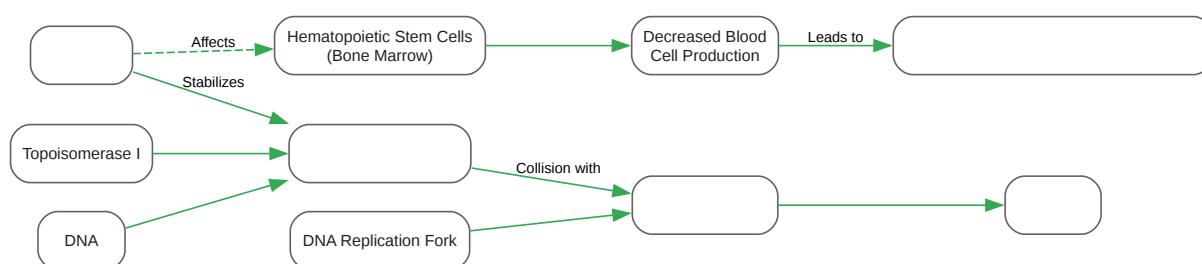 Affects
Hematopoietic Stem Cells
(Bone Marrow)
Decreased Blood
Cell Production
Leads to
Stabilizes
Topoisomerase I
Collision with
DNA
DNA Replication Fork